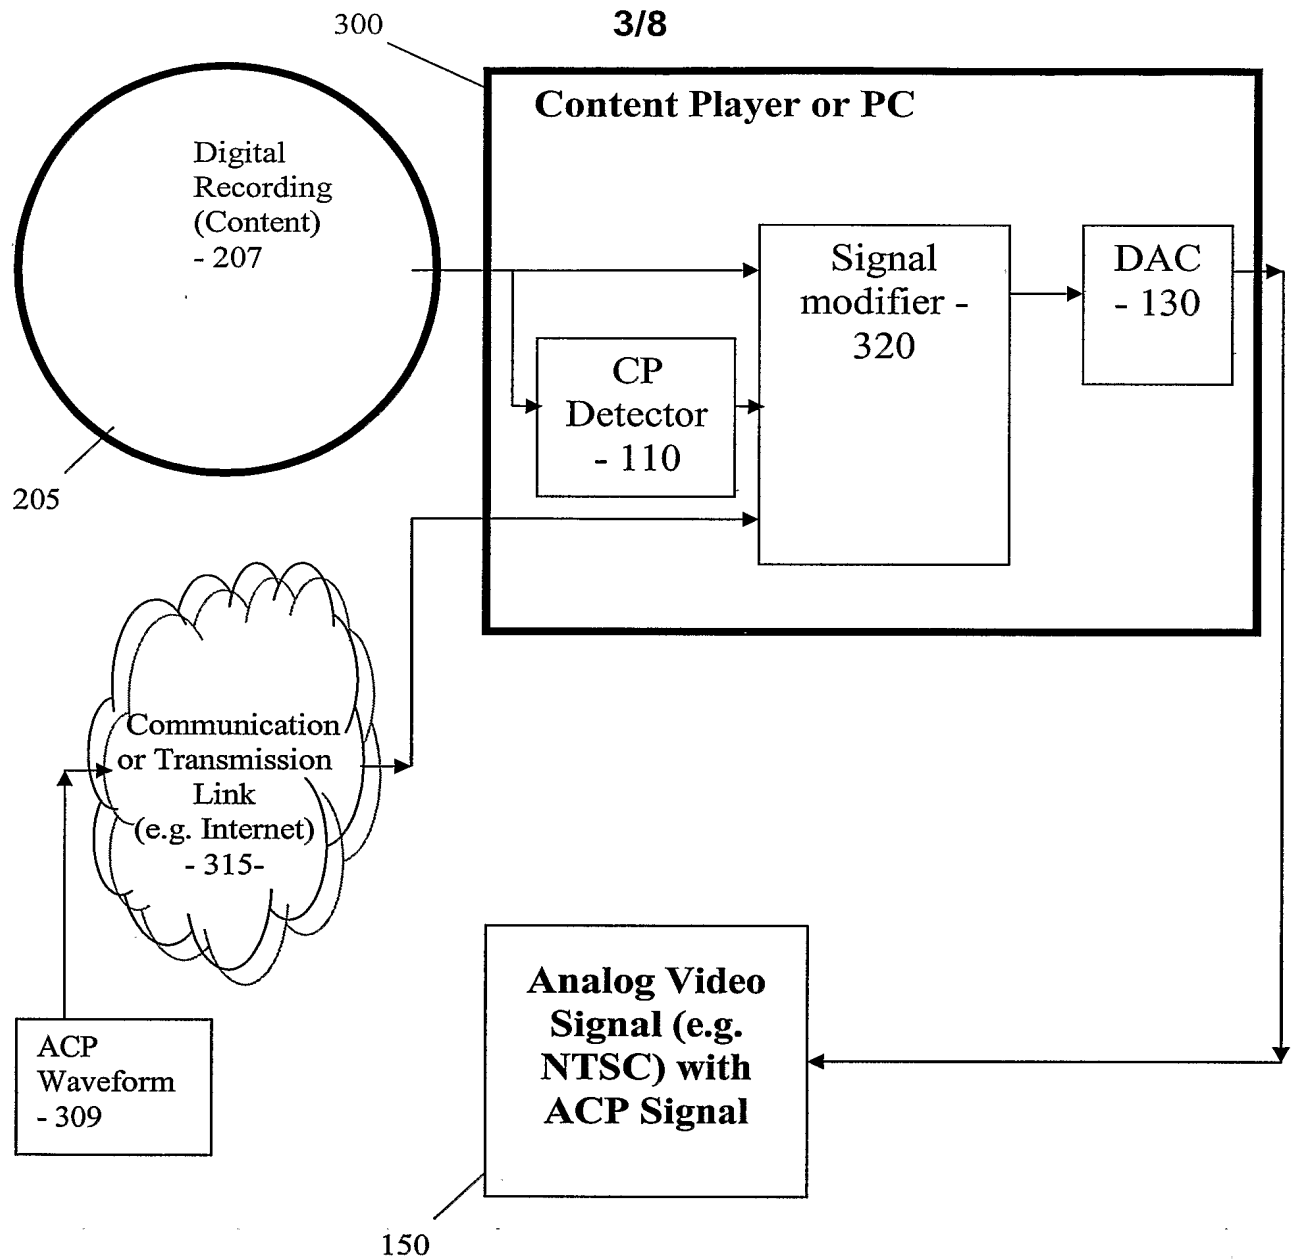 300
3/8
Content Player or PC
Digital
Recording
(Content)
- 207
Signal
modifier -
320
DAC
- 130
CP
Detector
- 110
205
Communication
or Transmission
Link
(e.g. Internet)
- 315-
ACP
Waveform
- 309
Analog Video
Signal (e.g.
NTSC) with
ACP Signal
150